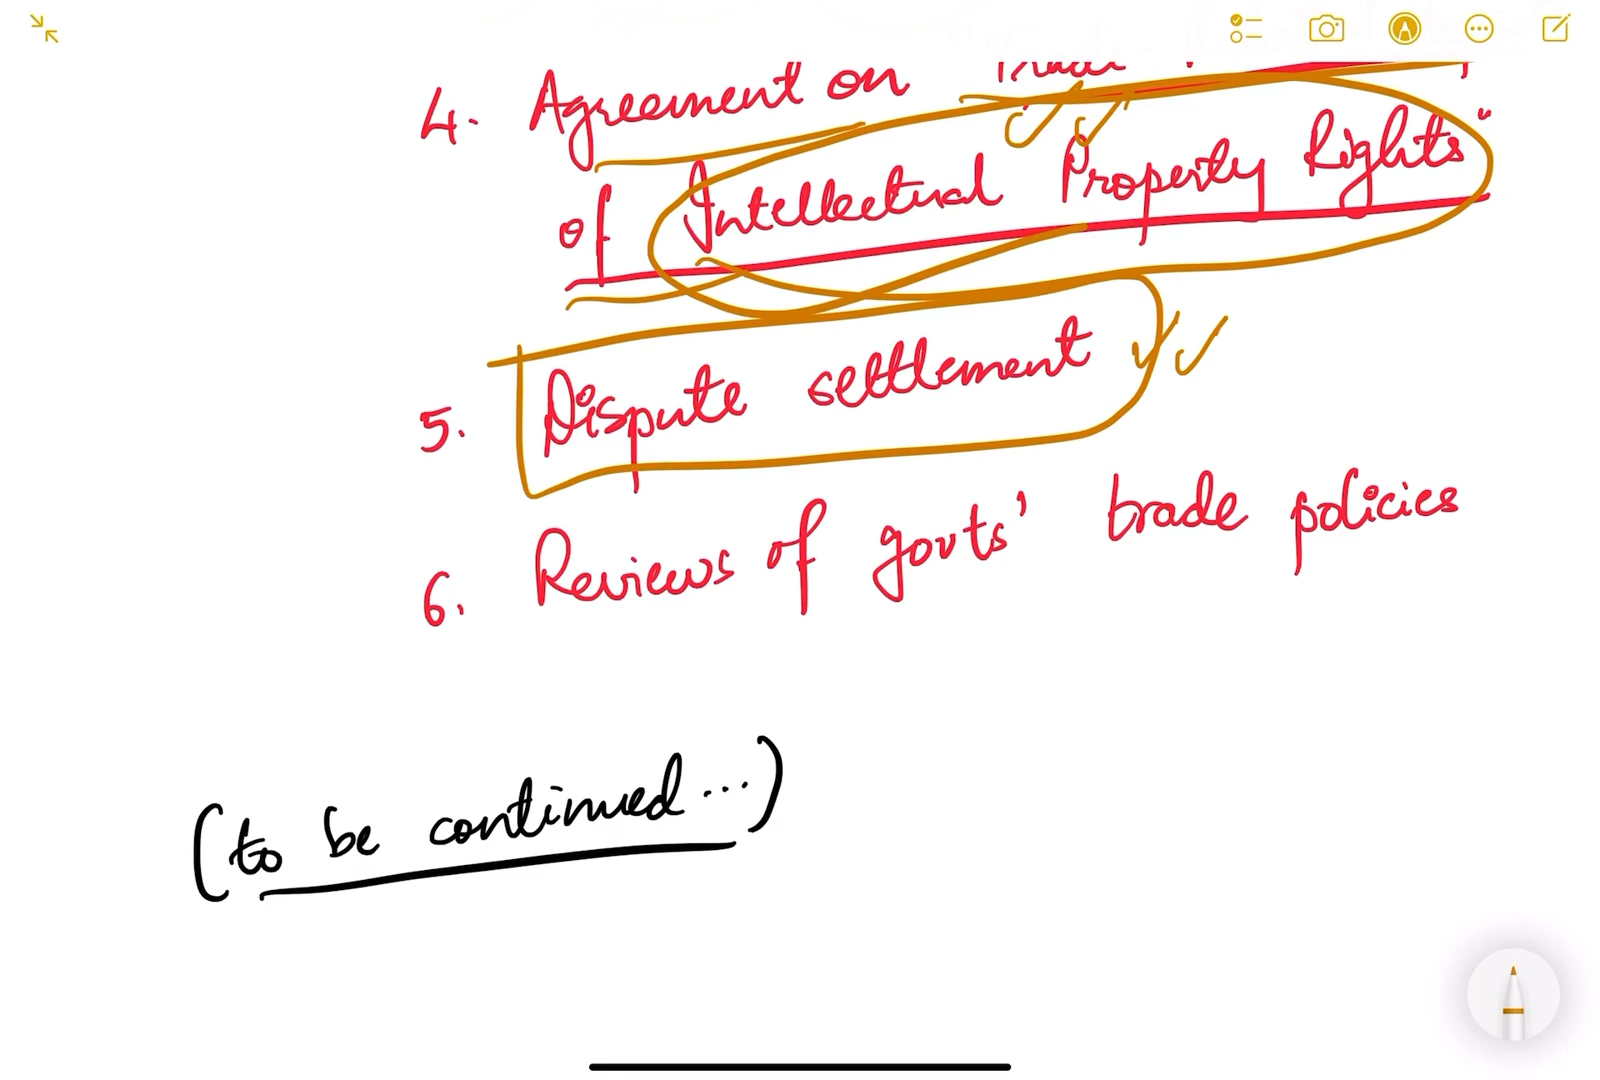 4. Agreement on Trade
of Intellectual Property Rights"
5. Dispute settlement
6. Reviews of govts' trade policies
(to be continued...)